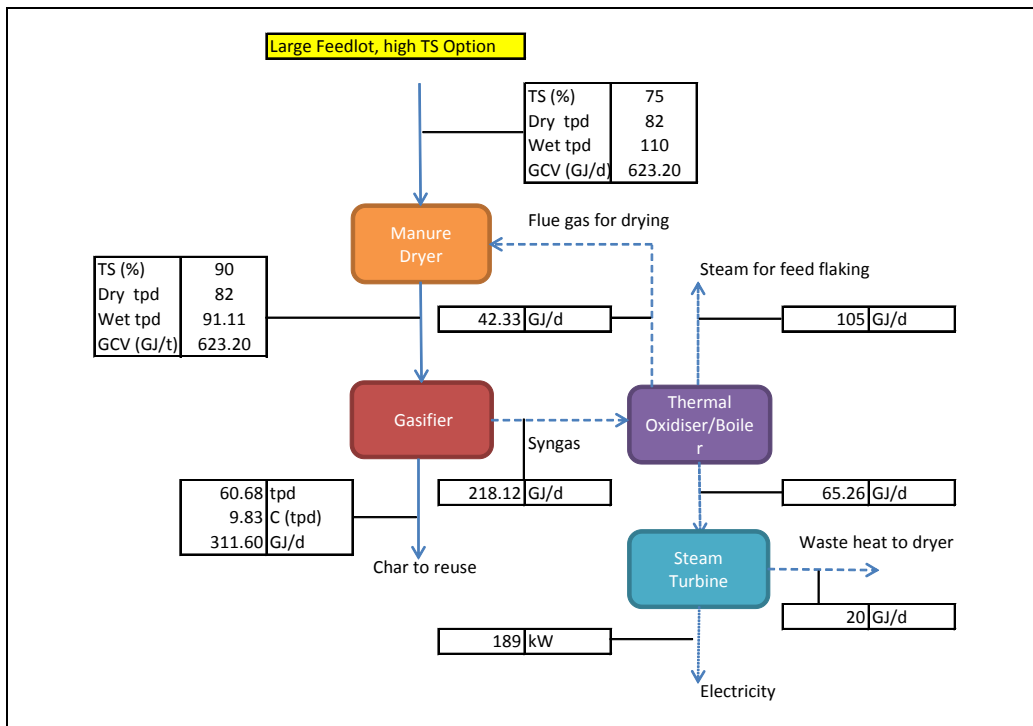 Large Feedlot, high TS Option
TS (%) 75
Dry tpd 82
Wet tpd 110
GCV (GJ/d) 623.20
Flue gas for drying
Manure
Dryer
Steam for feed flaking
TS (%) 90
Dry tpd 82
Wet tpd 91.11
GCV (GJ/t) 623.20
42.33 GJ/d
105 GJ/d
Gasifier
Thermal
Oxidiser/Boile
r
Syngas
218.12 GJ/d
65.26 GJ/d
60.68 tpd
9.83 C (tpd)
311.60 GJ/d
Char to reuse
Steam
Turbine
Waste heat to dryer
20 GJ/d
189 kW
Electricity